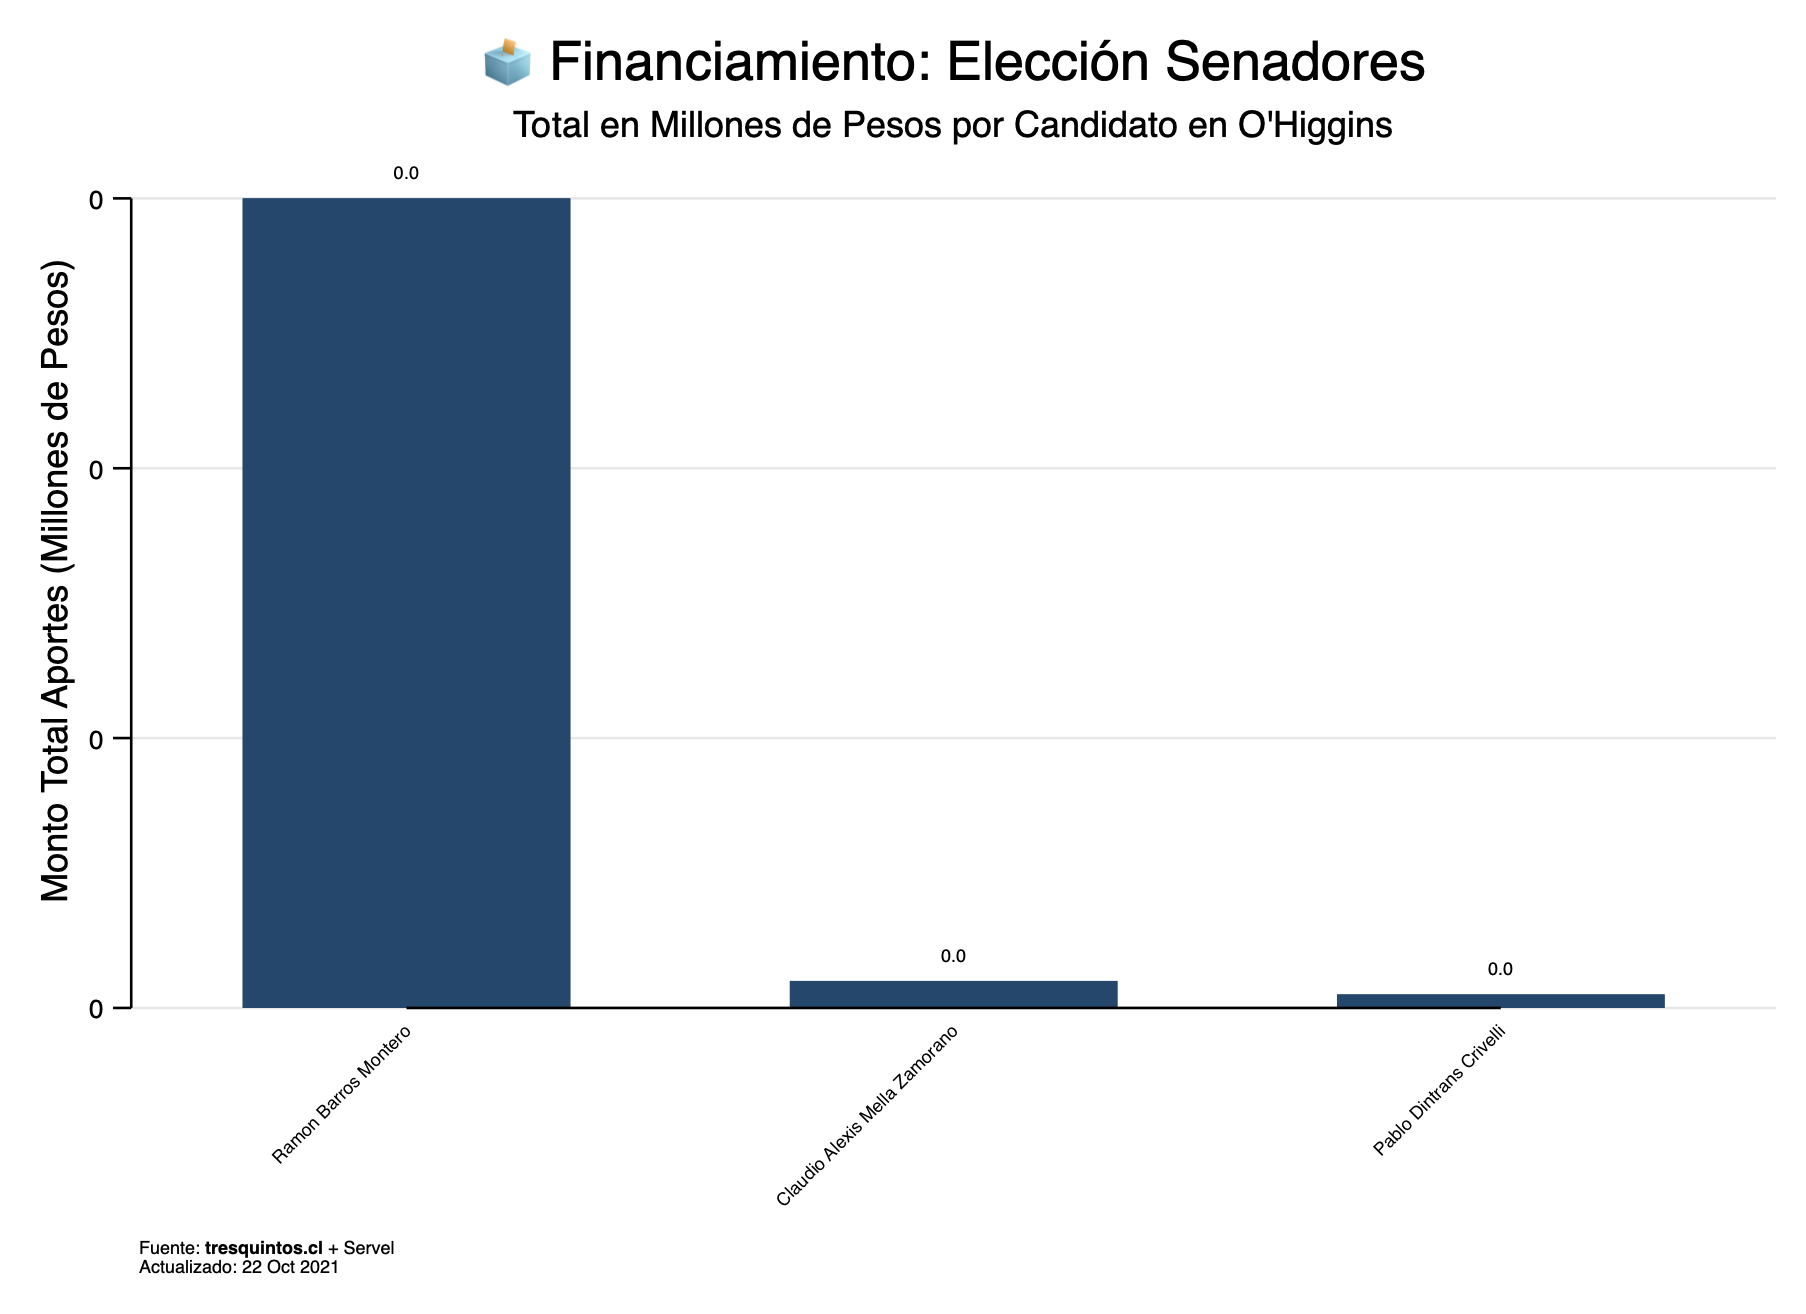 Financiamiento: Elección Senadores
Total en Millones de Pesos por Candidato en O'Higgins
Monto Total Aportes (Millones de Pesos)
0
0
0
0
0.0
0.0
0.0
Ramon Barros Montero
Claudio Alexis Mella Zamorano
Pablo Dintrans Crivelli
Fuente: tresquintos.cl + Servel
Actualizado: 22 Oct 2021